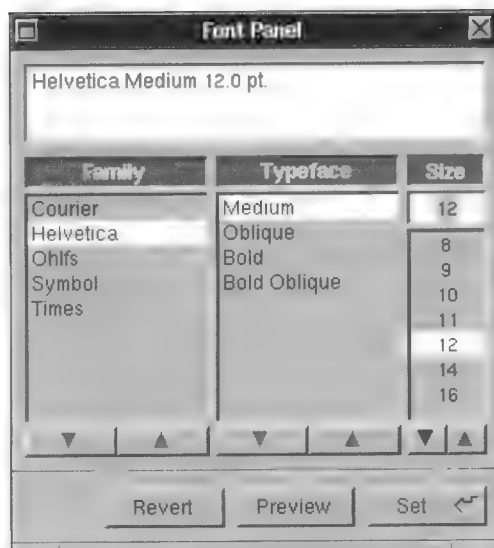 Font Panel
Helvetica Medium 12.0 pt.
Family Typeface Size
Courier
Helvetica
Ohlfs
Symbol
Times
Medium
Oblique
Bold
Bold Oblique
12
8
9
10
11
12
14
16
Revert Preview Set